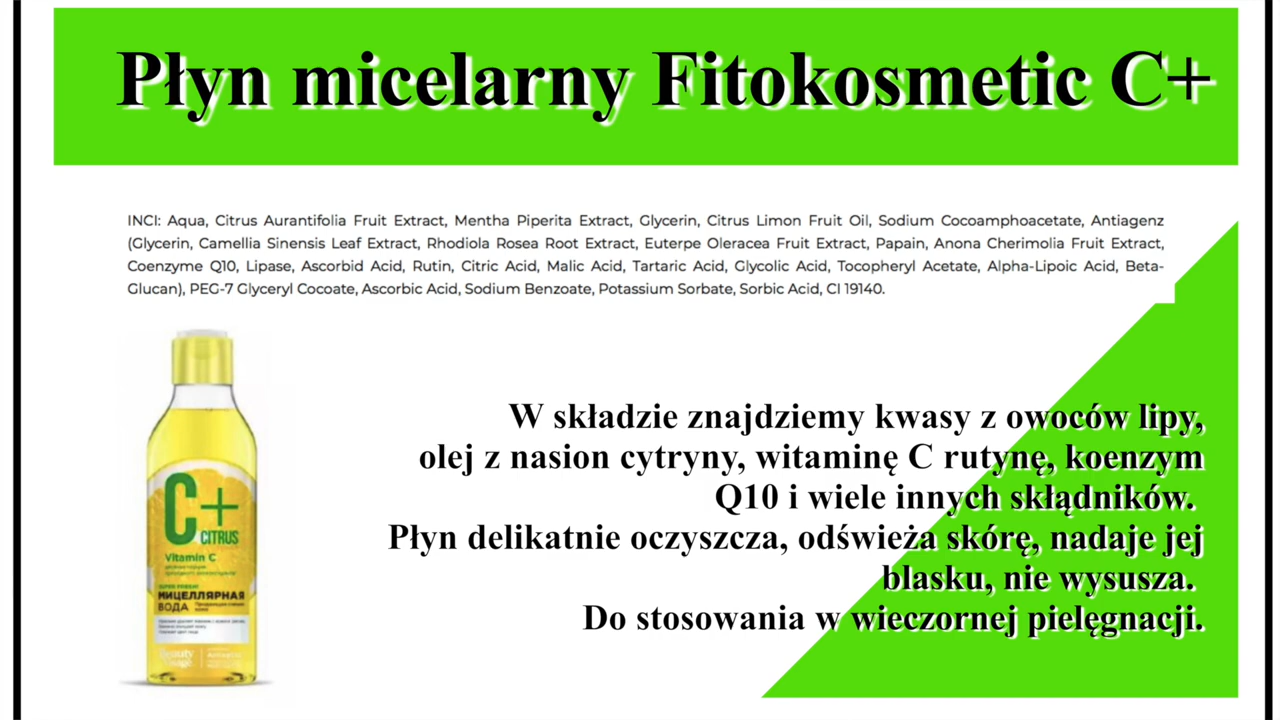 Płyn micelarny Fitokosmetic C+
INCI: Aqua, Citrus Aurantifolia Fruit Extract, Mentha Piperita Extract, Glycerin, Citrus Limon Fruit Oil, Sodium Cocoamphoacetate, Antiagenz
(Glycerin, Camellia Sinensis Leaf Extract, Rhodiola Rosea Root Extract, Euterpe Oleracea Fruit Extract, Papain, Anona Cherimolia Fruit Extract,
Coenzyme Q10, Lipase, Ascorbid Acid, Rutin, Citric Acid, Malic Acid, Tartaric Acid, Glycolic Acid, Tocopheryl Acetate, Alpha-Lipoic Acid, Beta-
Glucan), PEG-7 Glyceryl Cocoate, Ascorbic Acid, Sodium Benzoate, Potassium Sorbate, Sorbic Acid, CI 19140.
W składzie znajdziemy kwasy z owoców lipy,
olej z nasion cytryny, witaminę C rutynę, koenzym
Q10 i wiele innych skłądników.
Płyn delikatnie oczyszcza, odświeża skórę, nadaje jej
blasku, nie wysusza.
Do stosowania w wieczornej pielęgnacji.
C+
CITRUS
Vitamin C
МИЦЕЛЛЯРНАЯ
ВОДА